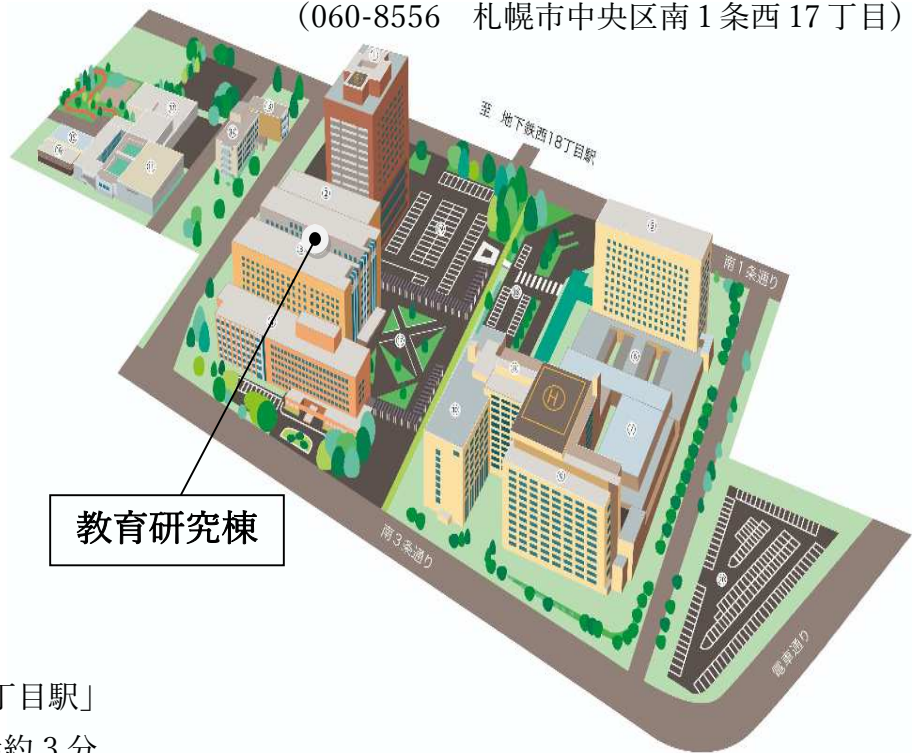 （060-8556　札幌市中央区南１条西 17 丁目）
至 地下鉄西18丁目駅
南1条通り
教育研究棟
南3条通り
電車通り
丁目駅」
約 3 分